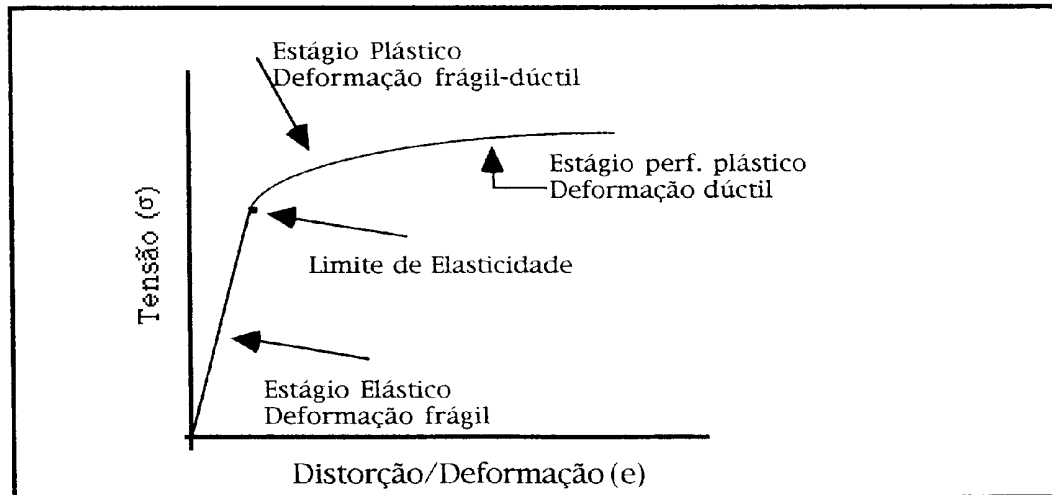 Estágio Plástico
Deformação frágil-dúctil
Estágio perf. plástico
Deformação dúctil
Tensão (σ)
Limite de Elasticidade
Estágio Elástico
Deformação frágil
Distorção/Deformação (e)